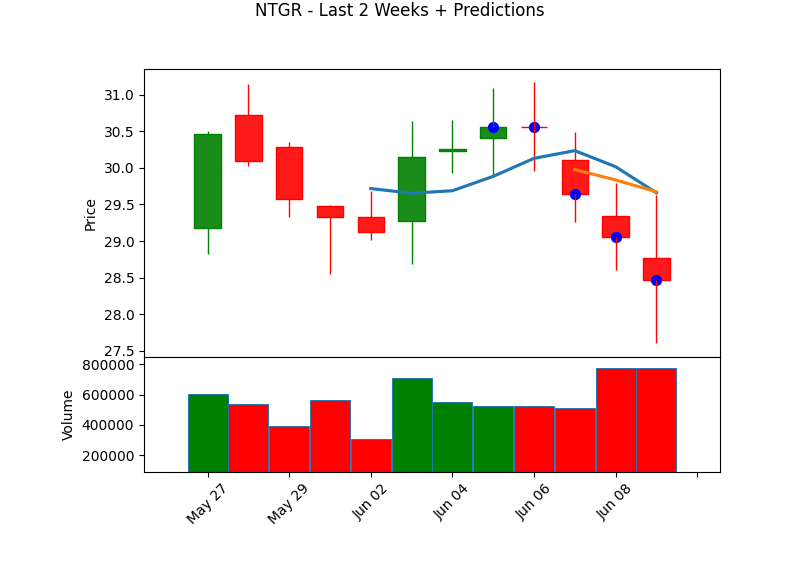 NTGR - Last 2 Weeks + Predictions
31.0
30.5
30.0
29.5
29.0
28.5
28.0
27.5
Price
800000
600000
400000
200000
Volume
May 27
May 29
Jun 02
Jun 04
Jun 06
Jun 08